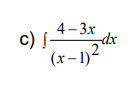 c) ∫ (4 − 3x)/(x − 1)² dx